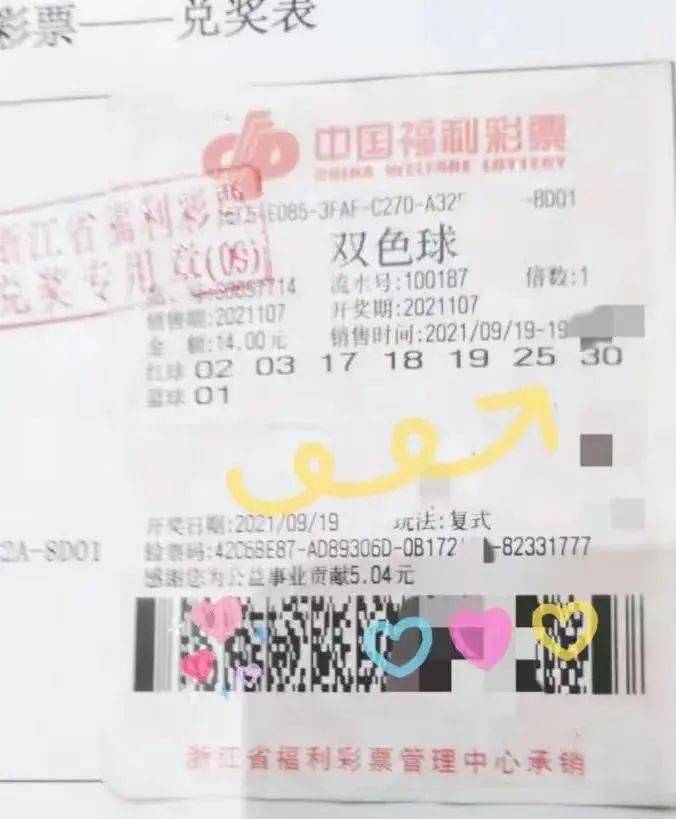 彩票——兑奖表
中国福利彩票
CHINA WELFARE LOTTERY
E085-3FAF-C270-A32 -8D01
浙江省福利彩票
兑奖专用章(09)
双色球
流水号:100187 倍数:1
销售期:2021107 开奖期:2021107
金 额:14.00元 销售时间:2021/09/19-19
红球 02 03 17 18 19 25 30
蓝球 01
开奖日期:2021/09/19 玩法:复式
2A-8D01
验票码:42C68E87-AD89306D-0B172 -82331777
感谢您为公益事业贡献5.04元
浙江省福利彩票管理中心承销